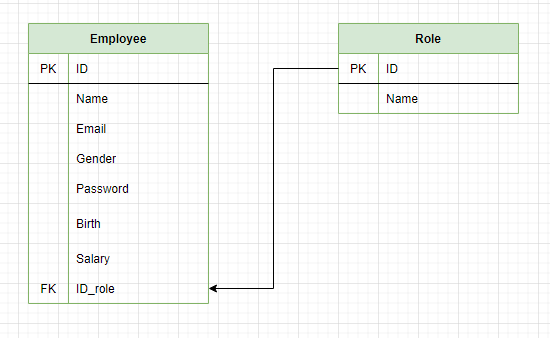 Employee
PK ID
Name
Email
Gender
Password
Birth
Salary
FK ID_role
Role
PK ID
Name